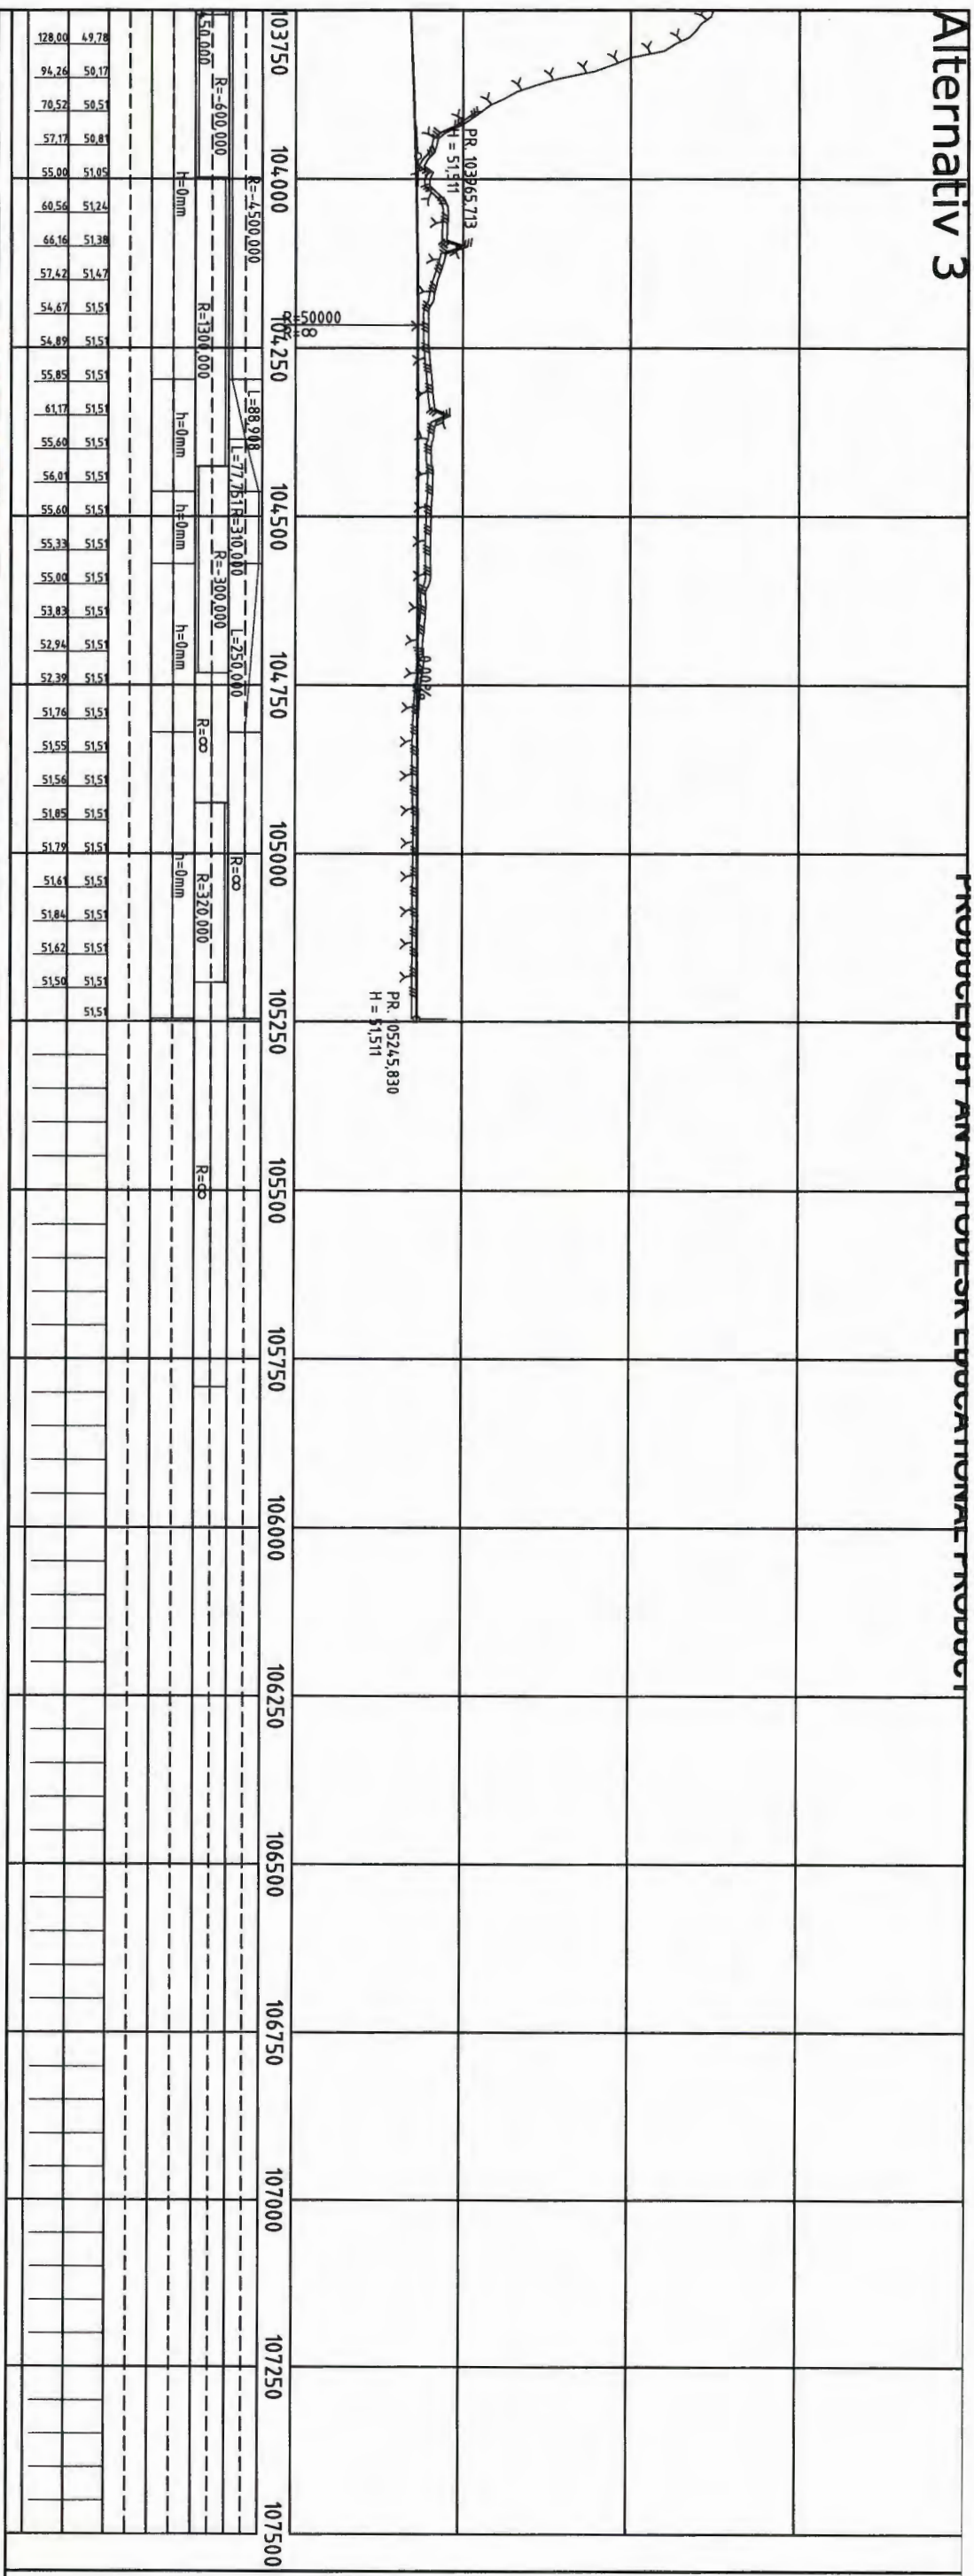 Alternativ 3
PRODUCED BY AN AUTODESK EDUCATIONAL PRODUCT
PR. 103965,713
H = 51,511
R=50000
R=∞
0.00%
PR. 105245,830
H = 51,511
103750 104000 104250 104500 104750 105000 105250 105500 105750 106000 106250 106500 106750 107000 107250 107500
R=-4500,000 L=88,908 L=77,751 R=310,000 L=250,000 R=∞
450,000 R=-600,000 R=1300,000 R=-300,000 R=∞ R=320,000 R=∞
h=0mm h=0mm h=0mm h=0mm h=0mm
49,78 50,17 50,51 50,81 51,05 51,24 51,38 51,47 51,51 51,51 51,51 51,51 51,51 51,51 51,51 51,51 51,51 51,51 51,51 51,51 51,51 51,51 51,51 51,51 51,51 51,51 51,51 51,51 51,51 51,51
128,00 94,26 70,52 57,17 55,00 60,56 66,16 57,42 54,67 54,89 55,85 61,17 55,60 56,01 55,60 55,33 55,00 53,83 52,94 52,39 51,76 51,55 51,56 51,85 51,79 51,61 51,84 51,62 51,50